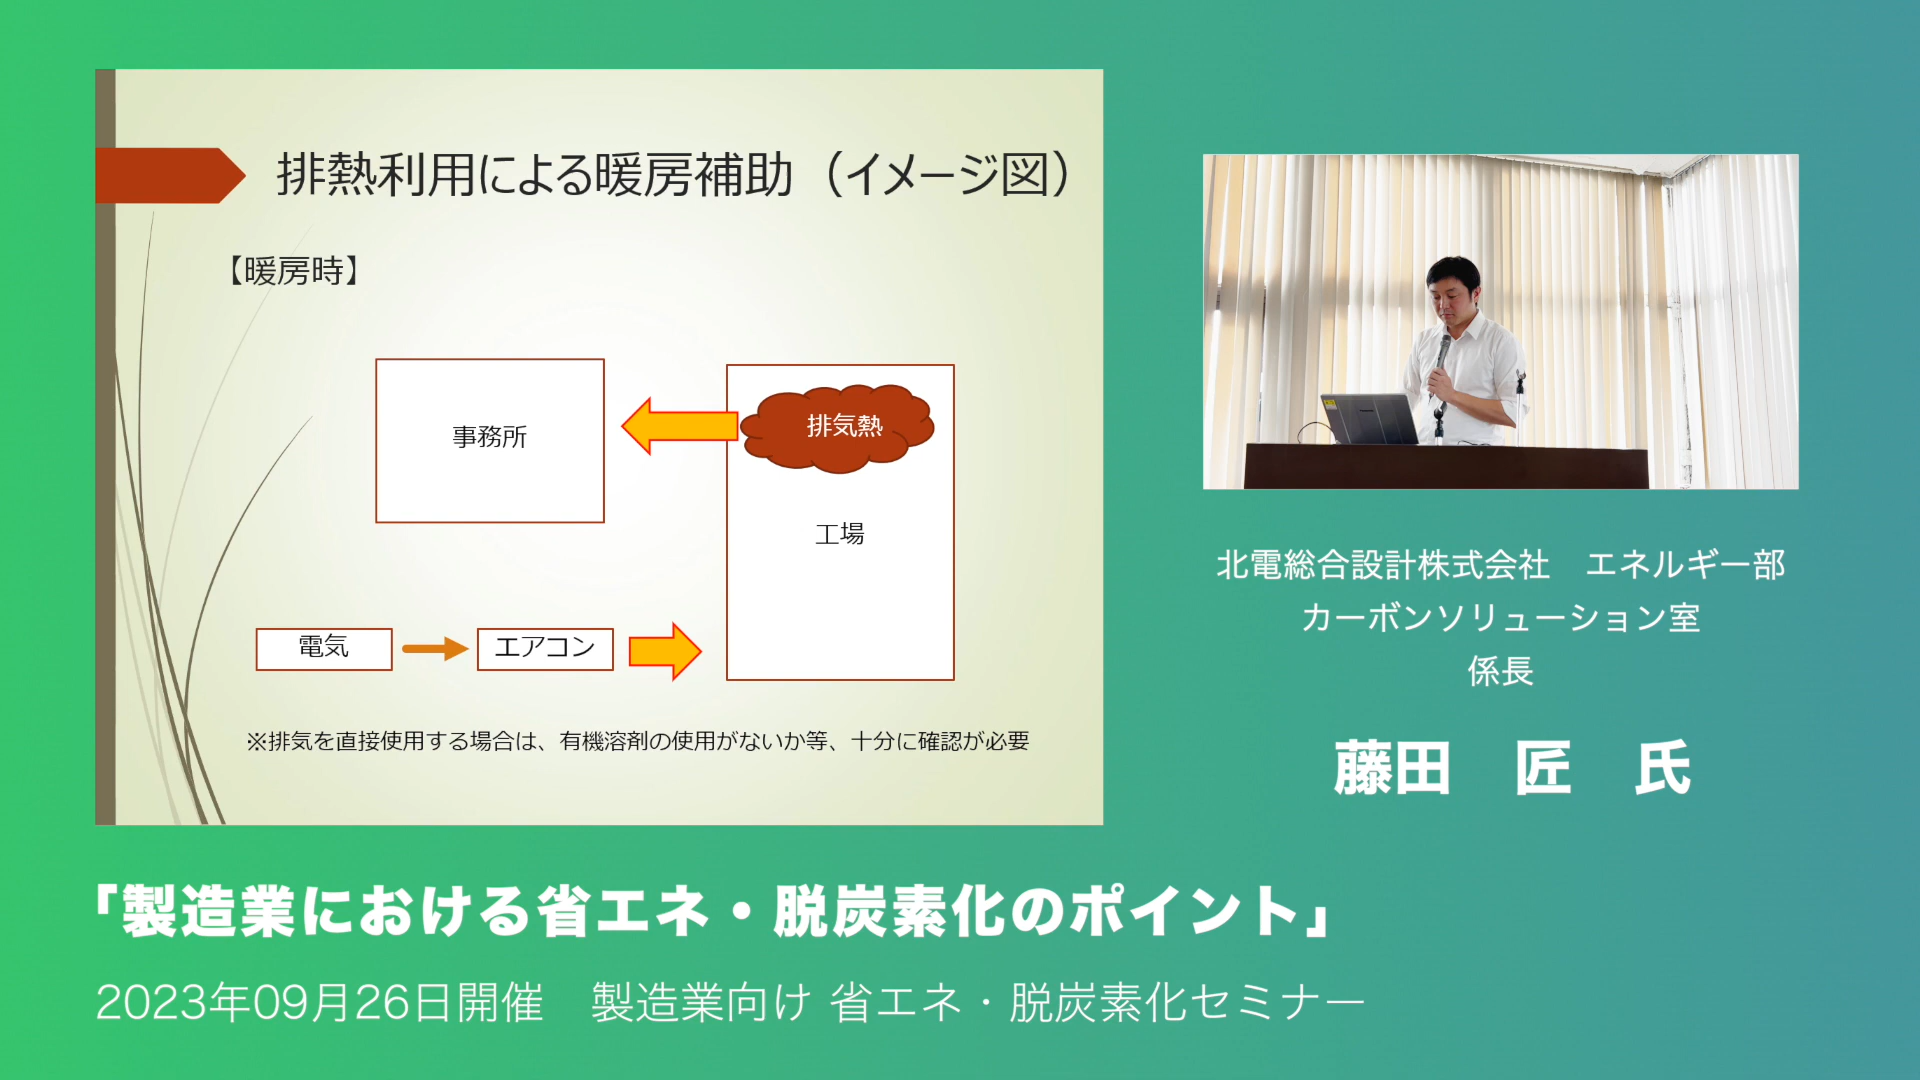 排熱利用による暖房補助（イメージ図）
【暖房時】
事務所
排気熱
工場
電気
エアコン
※排気を直接使用する場合は、有機溶剤の使用がないか等、十分に確認が必要
北電総合設計株式会社　エネルギー部
カーボンソリューション室
係長
藤田　匠　氏
「製造業における省エネ・脱炭素化のポイント」
2023年09月26日開催　製造業向け 省エネ・脱炭素化セミナー